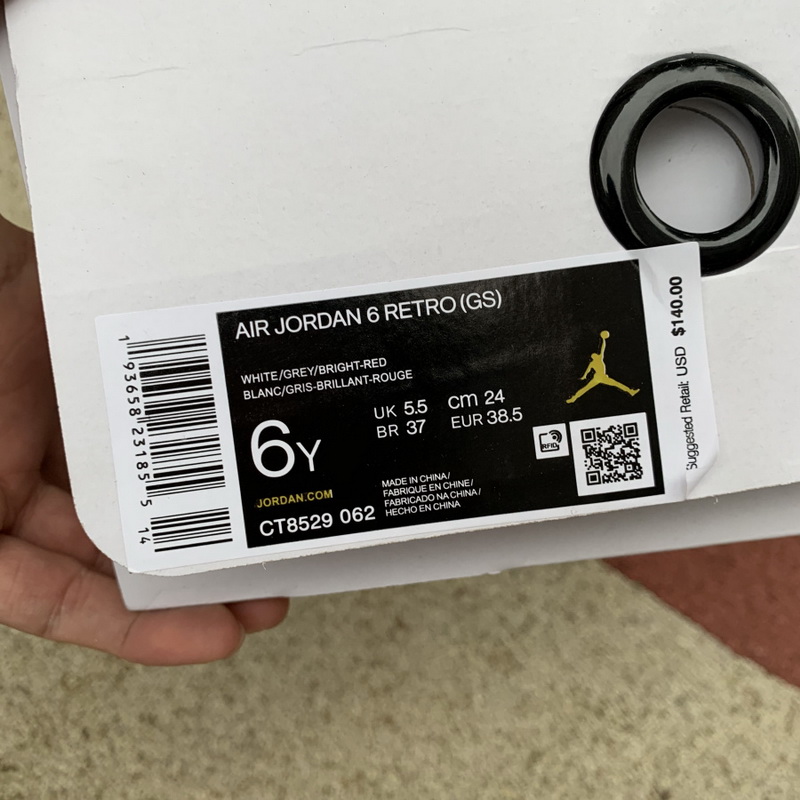 AIR JORDAN 6 RETRO (GS)
WHITE/GREY/BRIGHT-RED
BLANC/GRIS-BRILLANT-ROUGE
6Y
UK 5.5
cm 24
BR 37
EUR 38.5
RFID
JORDAN.COM
CT8529 062
MADE IN CHINA/
FABRIQUE EN CHINE/
FABRICADO NA CHINA/
HECHO EN CHINA
1 93658 23185 5
14
Suggested Retail: USD $140.00